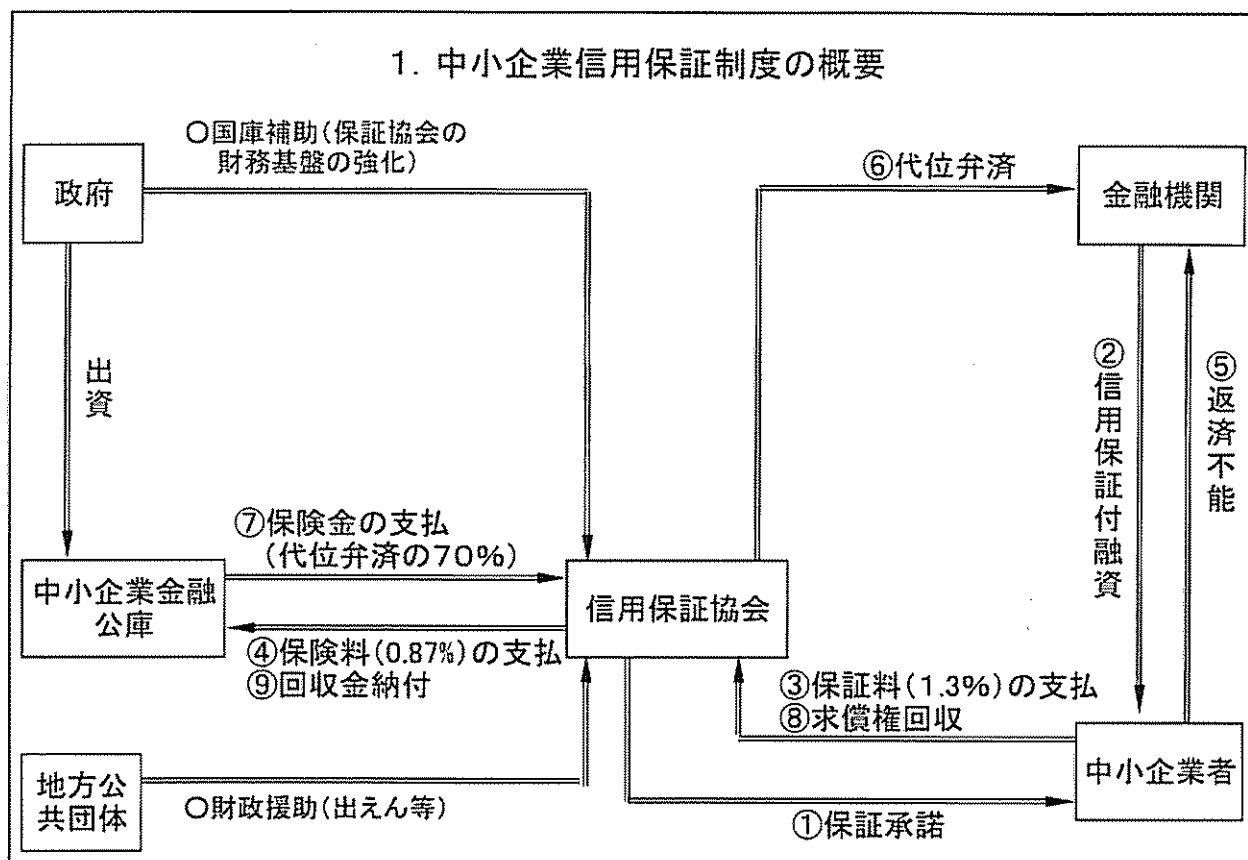 1. 中小企業信用保証制度の概要
○国庫補助(保証協会の
財務基盤の強化)
政府
⑥代位弁済
金融機関
出資
②信用保証付融資
⑤返済不能
⑦保険金の支払
(代位弁済の70%)
中小企業金融
公庫
信用保証協会
④保険料(0.87%)の支払
⑨回収金納付
③保証料(1.3%)の支払
⑧求償権回収
地方公
共団体
○財政援助(出えん等)
中小企業者
①保証承諾